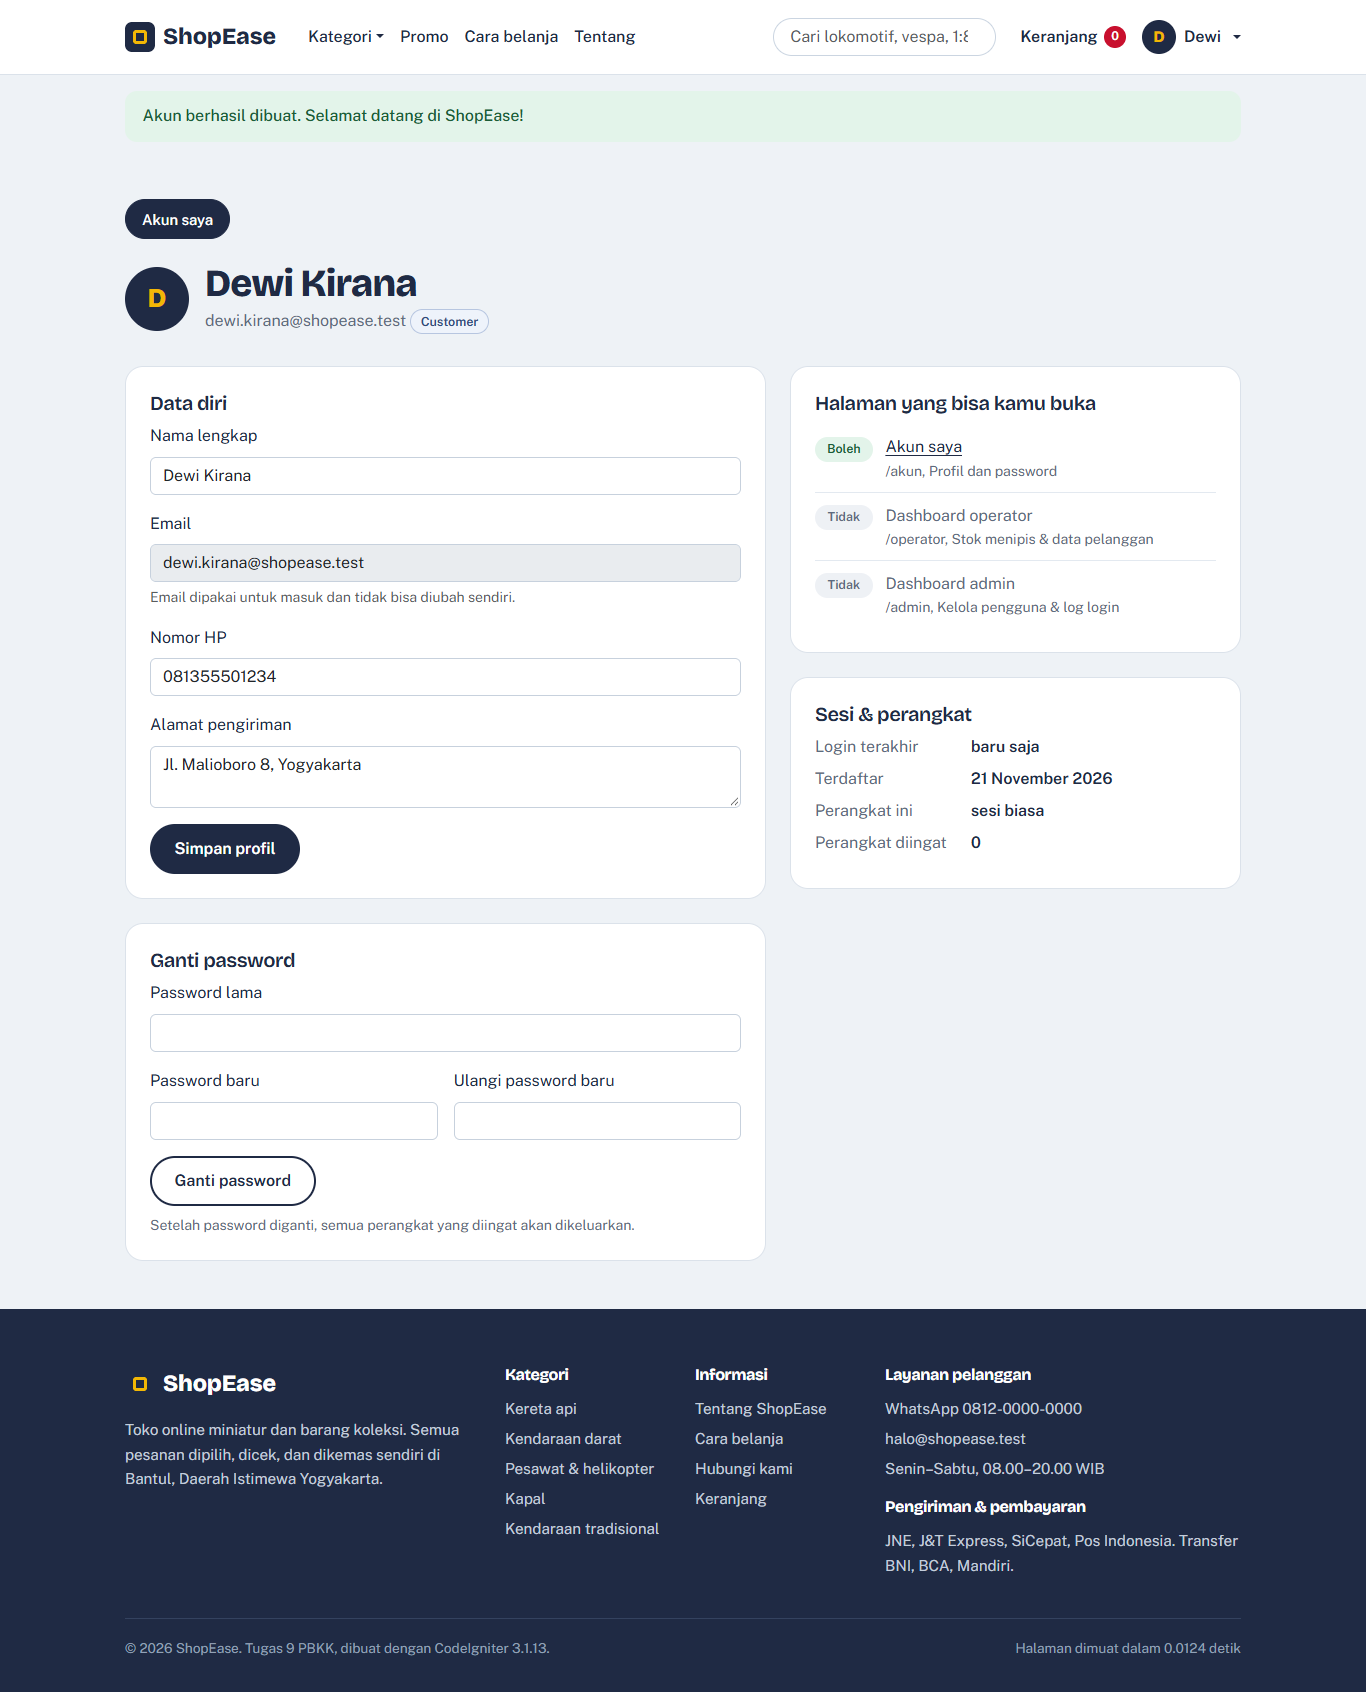 ShopEase
Kategori
Promo
Cara belanja
Tentang
Cari lokomotif, vespa, 1:
Keranjang 0
D Dewi
Akun berhasil dibuat. Selamat datang di ShopEase!
Akun saya
D
Dewi Kirana
dewi.kirana@shopease.test Customer
Data diri
Nama lengkap
Dewi Kirana
Email
dewi.kirana@shopease.test
Email dipakai untuk masuk dan tidak bisa diubah sendiri.
Nomor HP
081355501234
Alamat pengiriman
Jl. Malioboro 8, Yogyakarta
Simpan profil
Ganti password
Password lama
Password baru
Ulangi password baru
Ganti password
Setelah password diganti, semua perangkat yang diingat akan dikeluarkan.
Halaman yang bisa kamu buka
Boleh Akun saya
/akun, Profil dan password
Tidak Dashboard operator
/operator, Stok menipis & data pelanggan
Tidak Dashboard admin
/admin, Kelola pengguna & log login
Sesi & perangkat
Login terakhir baru saja
Terdaftar 21 November 2026
Perangkat ini sesi biasa
Perangkat diingat 0
ShopEase
Toko online miniatur dan barang koleksi. Semua
pesanan dipilih, dicek, dan dikemas sendiri di
Bantul, Daerah Istimewa Yogyakarta.
Kategori
Kereta api
Kendaraan darat
Pesawat & helikopter
Kapal
Kendaraan tradisional
Informasi
Tentang ShopEase
Cara belanja
Hubungi kami
Keranjang
Layanan pelanggan
WhatsApp 0812-0000-0000
halo@shopease.test
Senin–Sabtu, 08.00–20.00 WIB
Pengiriman & pembayaran
JNE, J&T Express, SiCepat, Pos Indonesia. Transfer
BNI, BCA, Mandiri.
© 2026 ShopEase. Tugas 9 PBKK, dibuat dengan CodeIgniter 3.1.13.
Halaman dimuat dalam 0.0124 detik